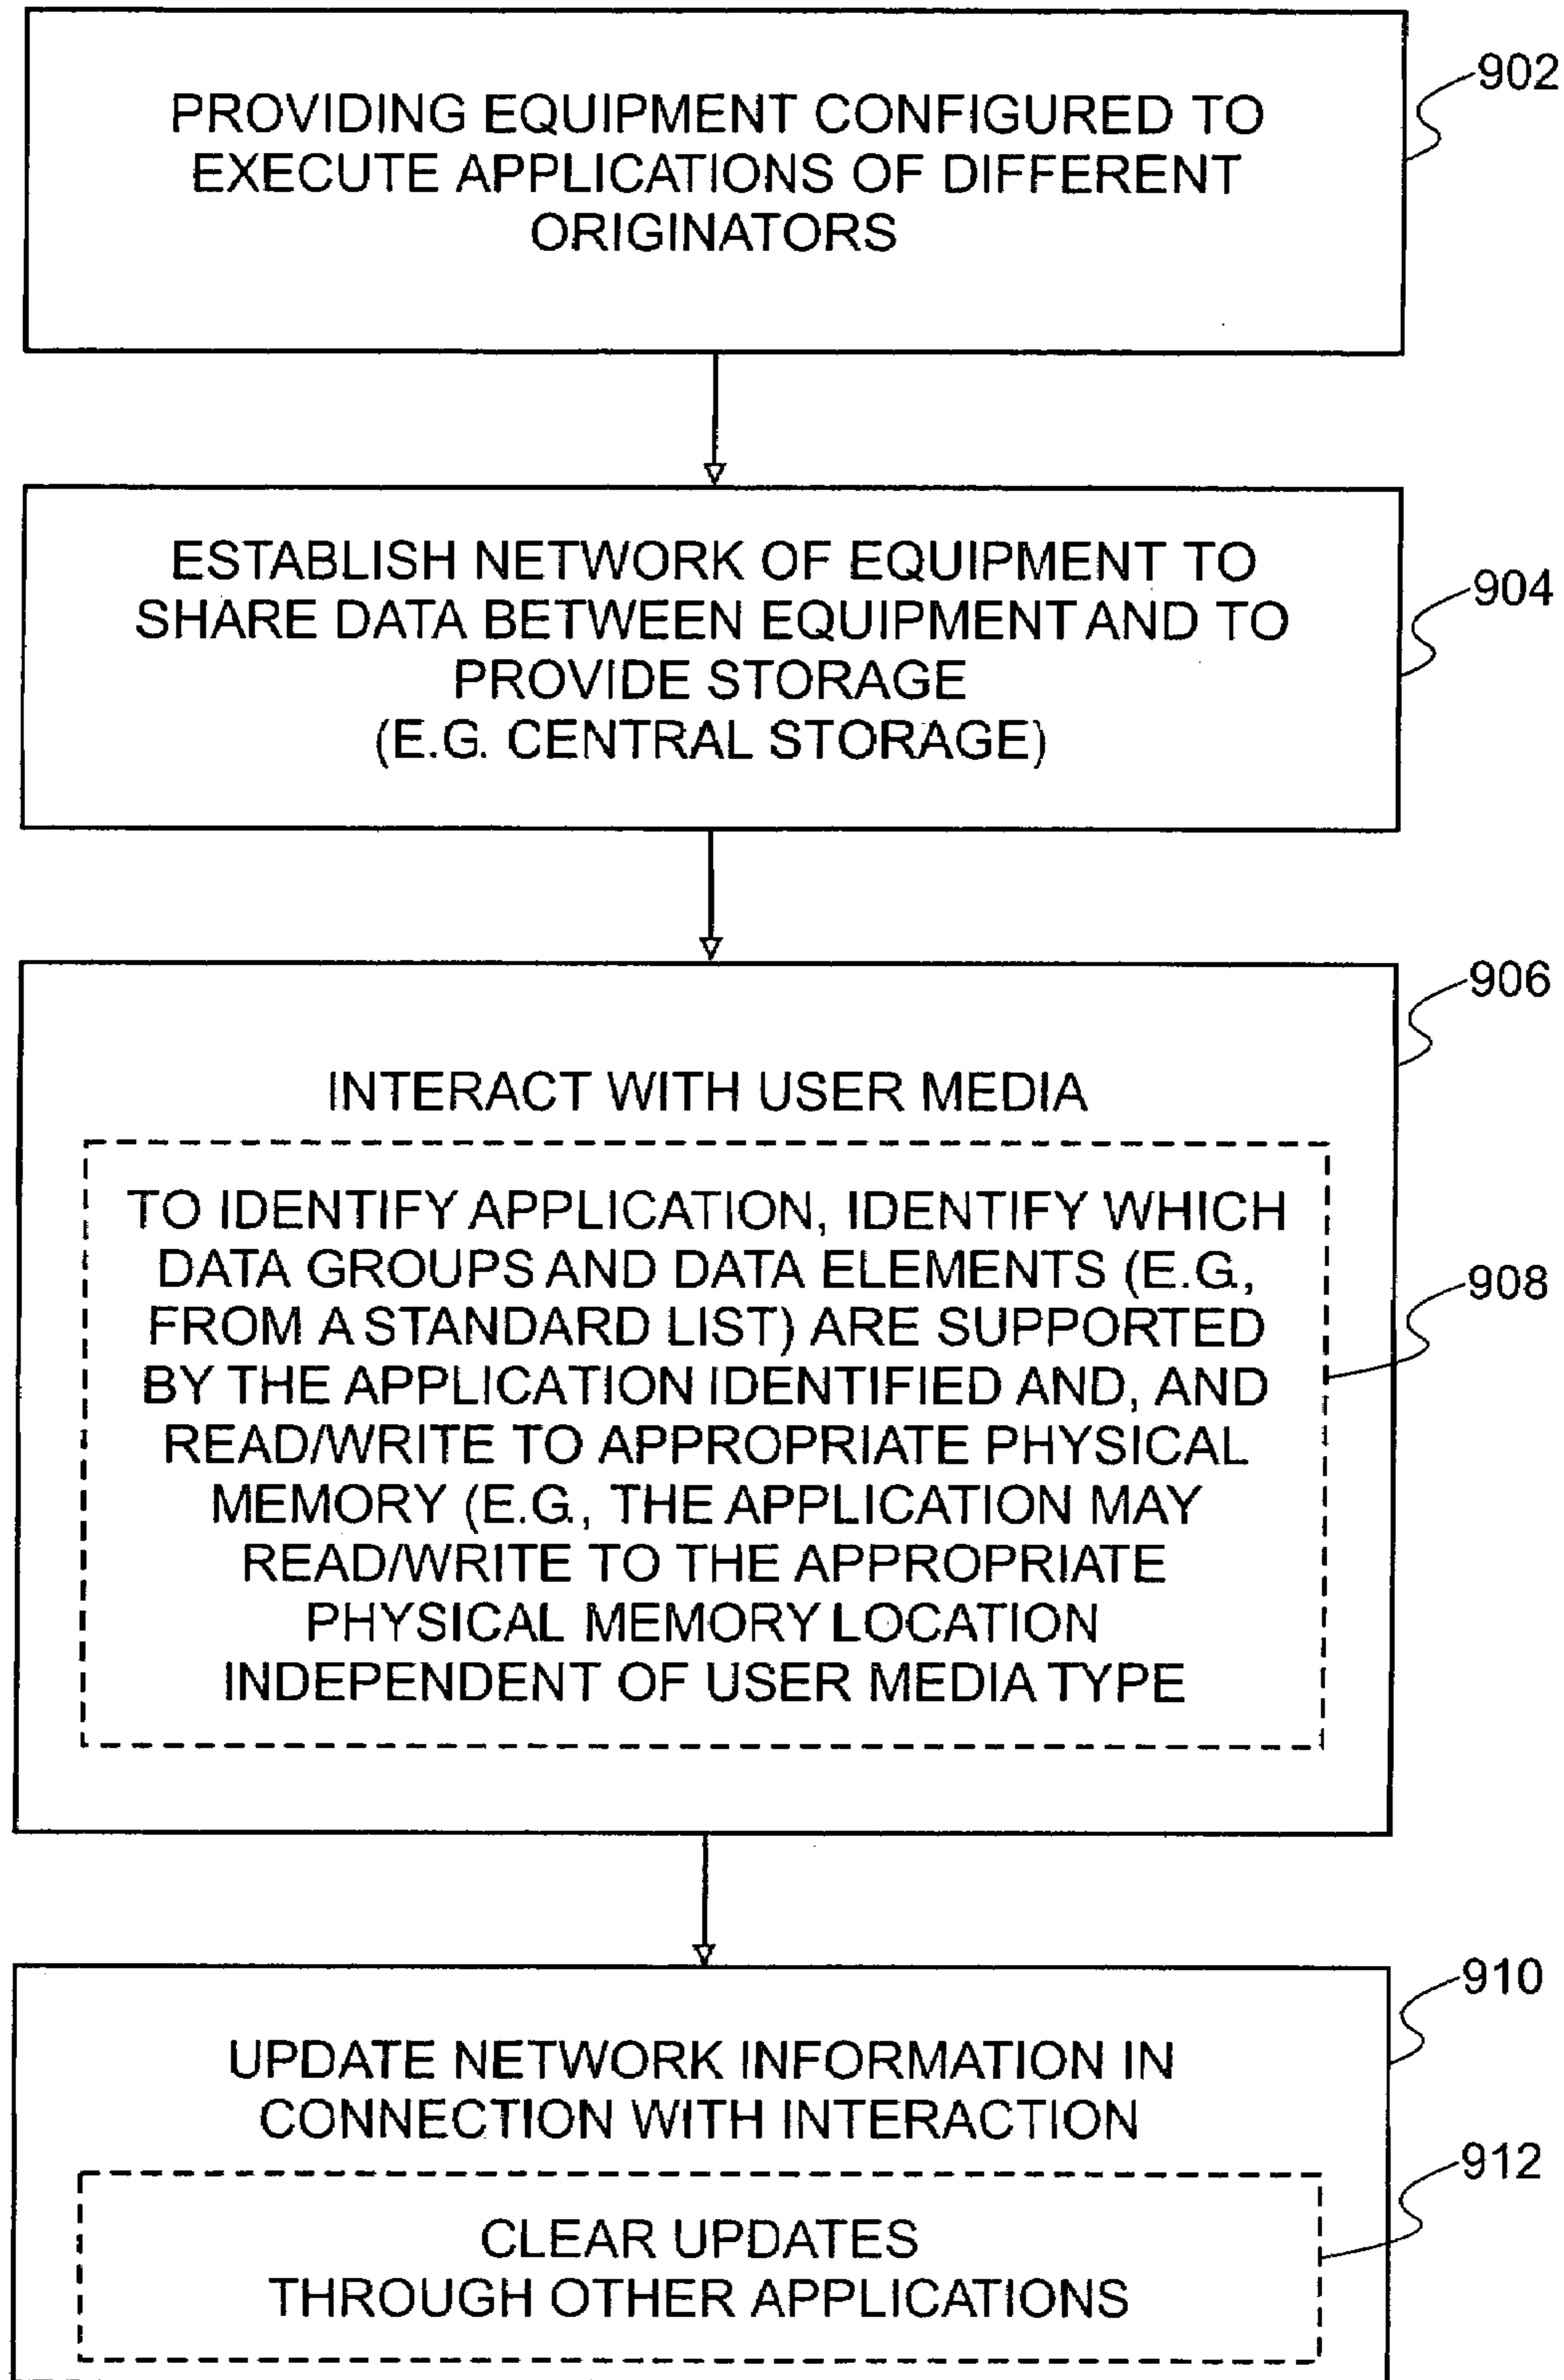 902
PROVIDING EQUIPMENT CONFIGURED TO
EXECUTE APPLICATIONS OF DIFFERENT
ORIGINATORS
904
ESTABLISH NETWORK OF EQUIPMENT TO
SHARE DATA BETWEEN EQUIPMENT AND TO
PROVIDE STORAGE
(E.G. CENTRAL STORAGE)
906
INTERACT WITH USER MEDIA
908
TO IDENTIFY APPLICATION, IDENTIFY WHICH
DATA GROUPS AND DATA ELEMENTS (E.G.,
FROM A STANDARD LIST) ARE SUPPORTED
BY THE APPLICATION IDENTIFIED AND, AND
READ/WRITE TO APPROPRIATE PHYSICAL
MEMORY (E.G., THE APPLICATION MAY
READ/WRITE TO THE APPROPRIATE
PHYSICAL MEMORY LOCATION
INDEPENDENT OF USER MEDIA TYPE
910
UPDATE NETWORK INFORMATION IN
CONNECTION WITH INTERACTION
912
CLEAR UPDATES
THROUGH OTHER APPLICATIONS